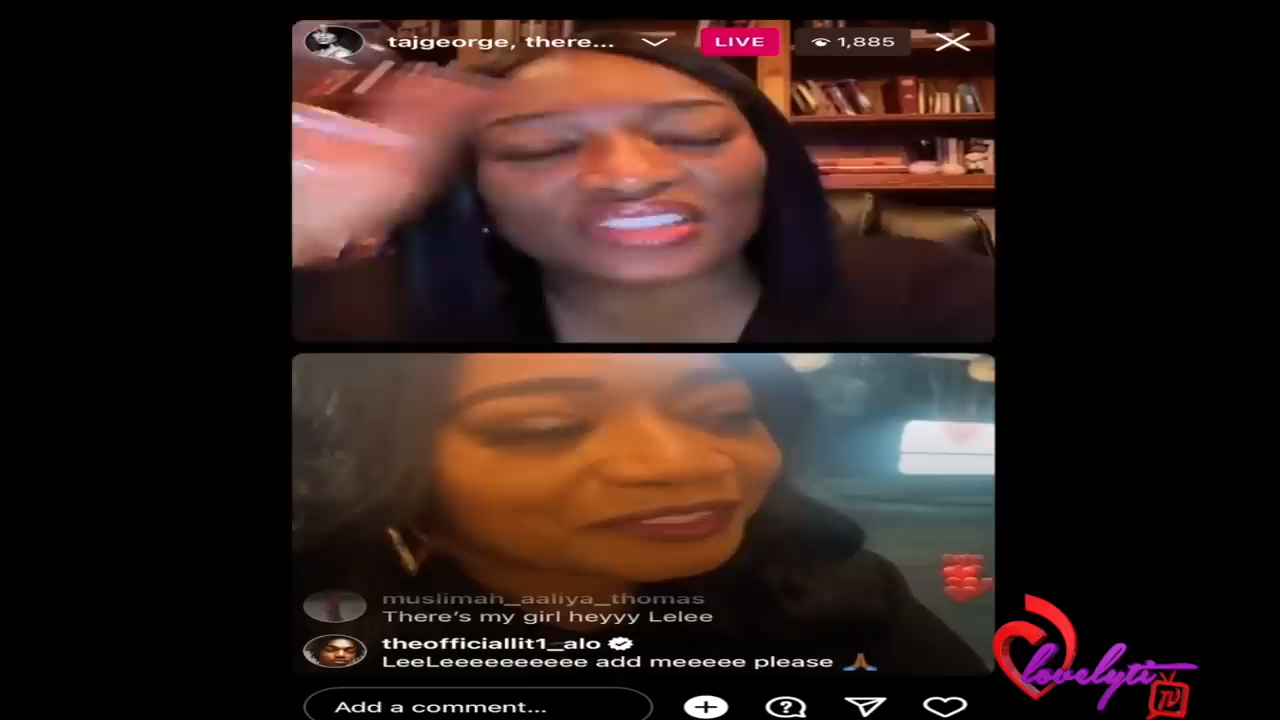 tajgeorge, there...
LIVE
1,885
muslimah_aaliya_thomas
There's my girl heyyy Lelee
theofficiallit1_alo
LeeLeeeeeeeeee add meeeee please 🙏🏾
Add a comment...
lovelyti
TV